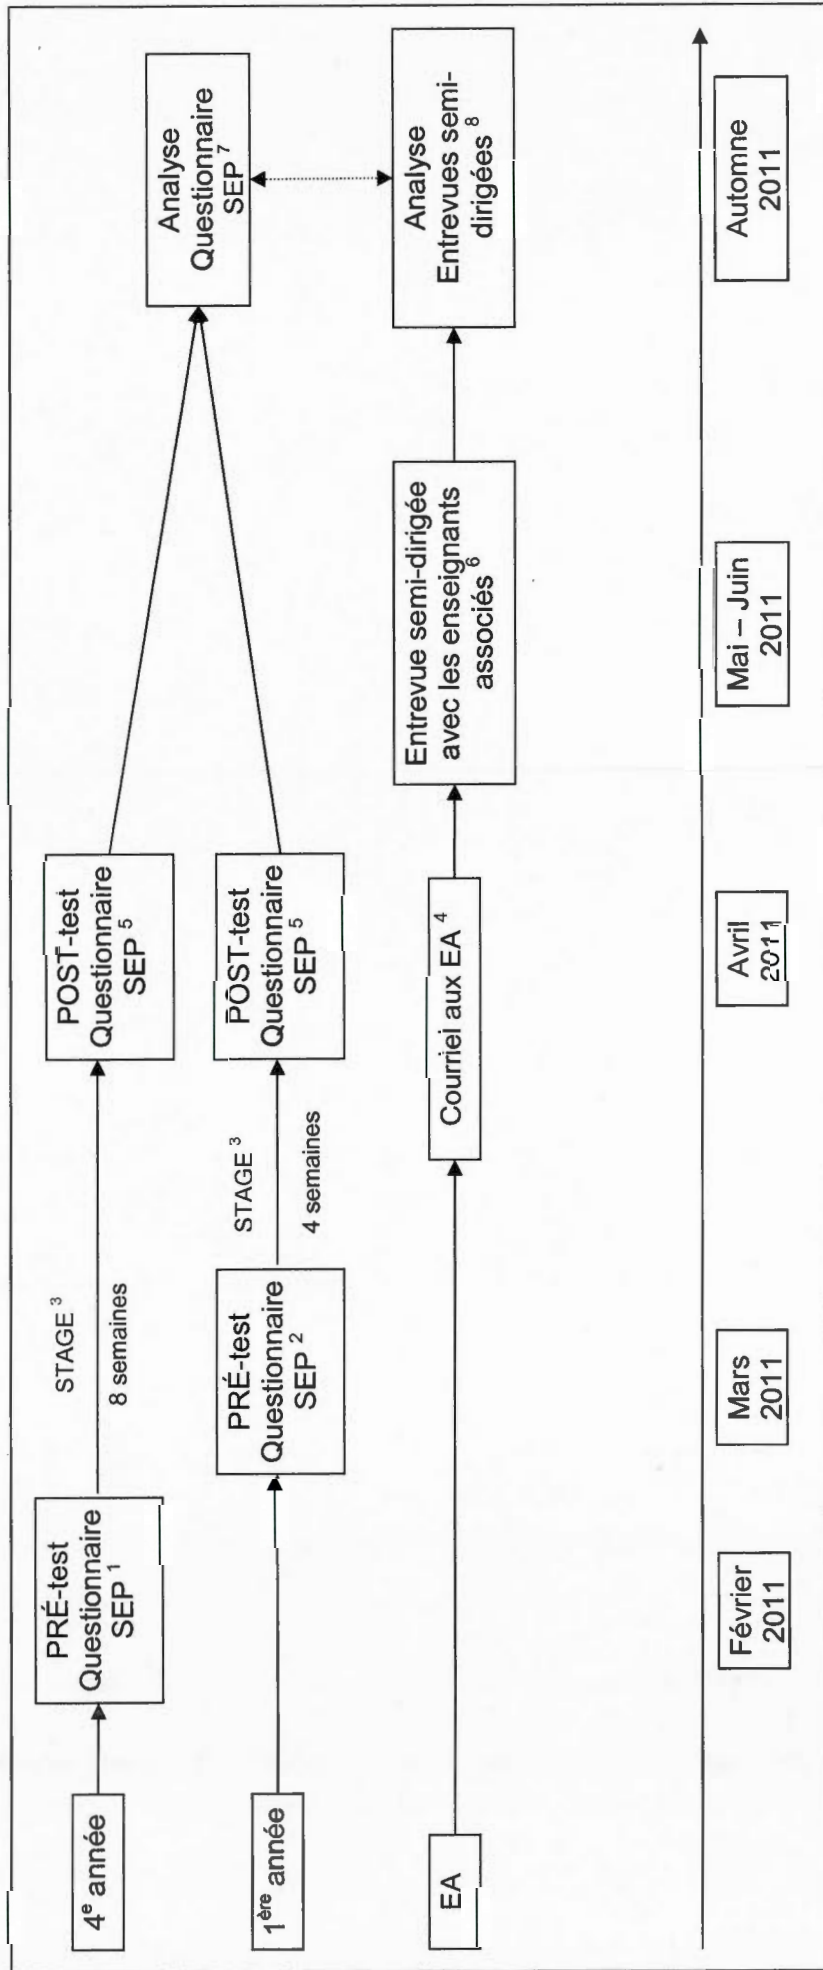 4e année
PRÉ-test
Questionnaire
SEP 1
STAGE 3
8 semaines
POST-test
Questionnaire
SEP 5
Analyse
Questionnaire
SEP 7
1ère année
PRÉ-test
Questionnaire
SEP 2
STAGE 3
4 semaines
POST-test
Questionnaire
SEP 5
EA
Courriel aux EA 4
Entrevue semi-dirigée
avec les enseignants
associés 6
Analyse
Entrevues semi-
dirigées 8
Février
2011
Mars
2011
Avril
2011
Mai – Juin
2011
Automne
2011